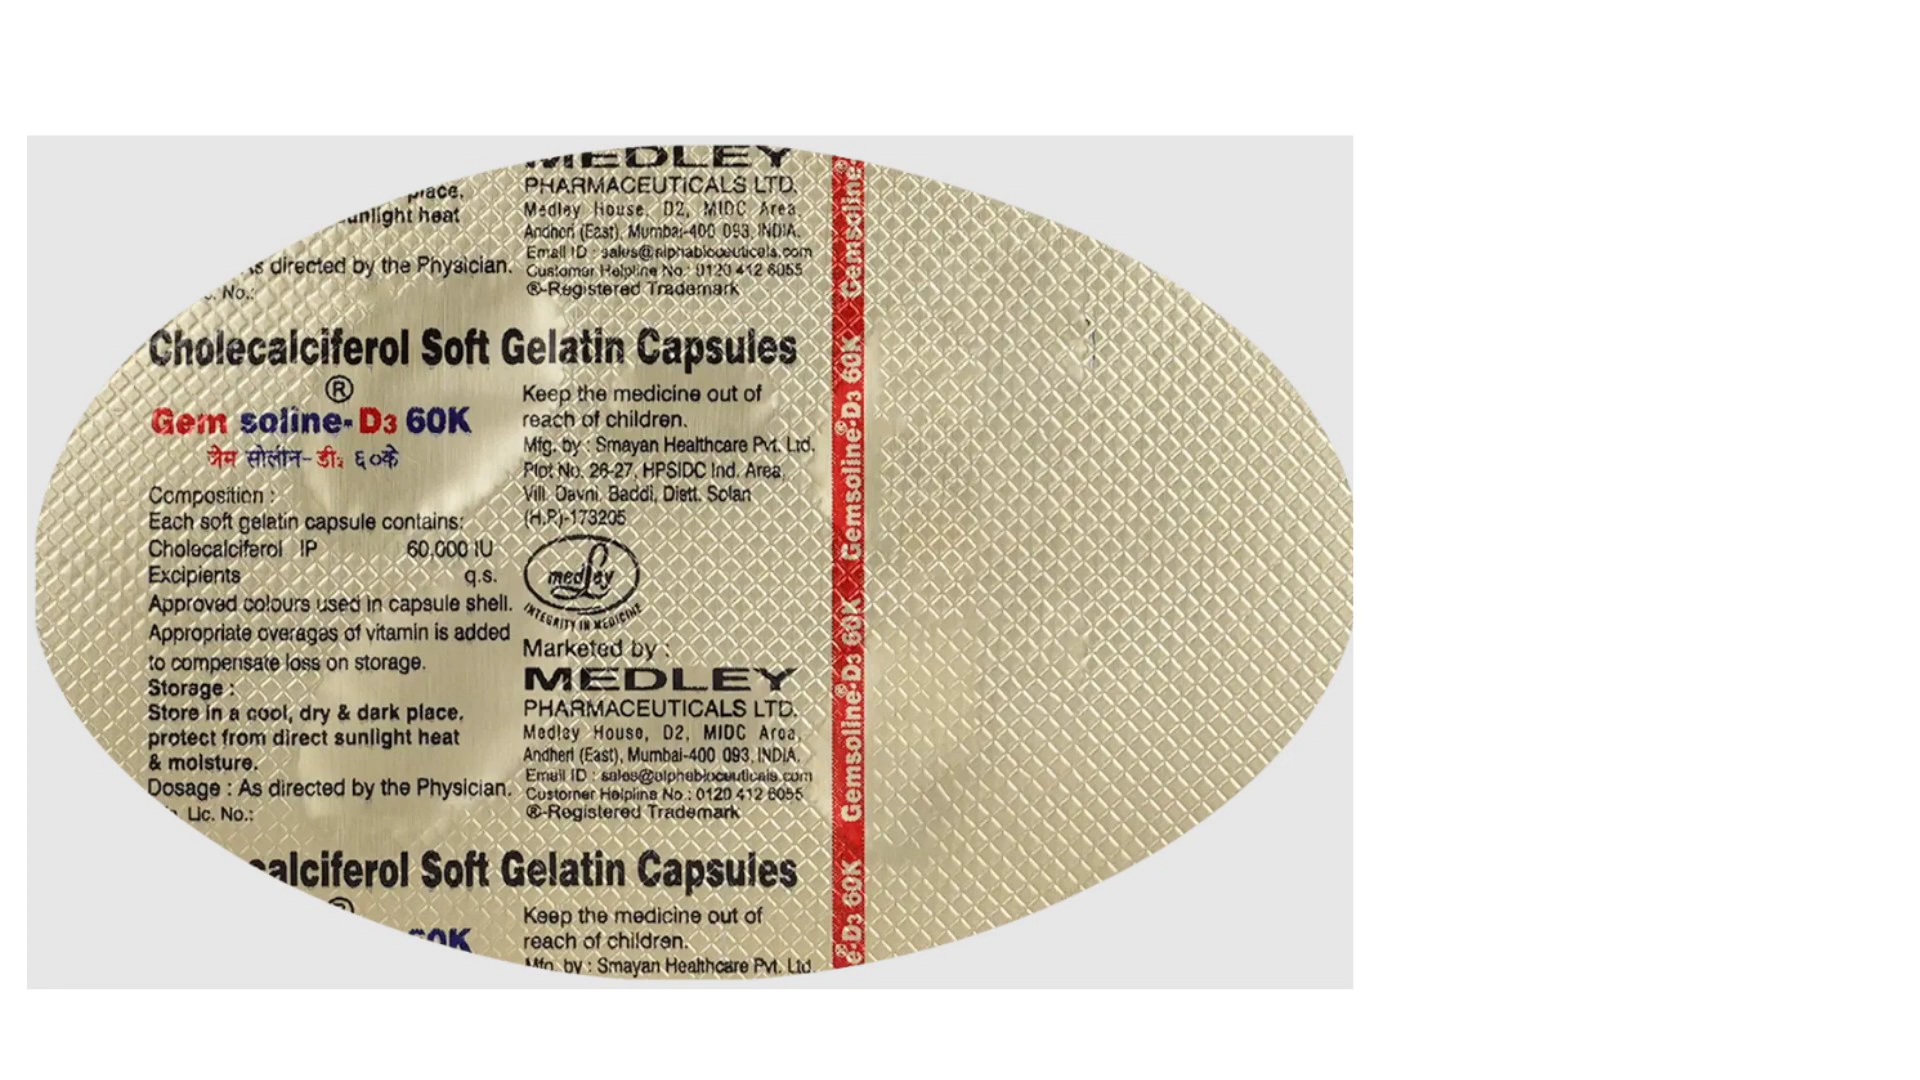 place.
sunlight heat
As directed by the Physician.
No.:
MEDLEY
PHARMACEUTICALS LTD.
Medley House, D2, MIDC Area,
Andheri (East), Mumbai-400 093, INDIA.
Email ID : sales@alphabioceuticals.com
Customer Helpline No.: 0120 412 6055
®-Registered Trademark
Cholecalciferol Soft Gelatin Capsules
®
Gem soline-D3 60K
जेम सोलीन-डी₃ ६०के
Composition :
Each soft gelatin capsule contains:
Cholecalciferol IP 60,000 IU
Excipients q.s.
Approved colours used in capsule shell.
Appropriate overages of vitamin is added
to compensate loss on storage.
Storage :
Store in a cool, dry & dark place.
protect from direct sunlight heat
& moisture.
Dosage : As directed by the Physician.
Lic. No.:
Keep the medicine out of
reach of children.
Mfg. by : Smayan Healthcare Pvt. Ltd.
Plot No. 26-27, HPSIDC Ind. Area,
Vill. Davni, Baddi, Distt. Solan
(H.P.)-173205
medley
INTEGRITY IN MEDICINE
Marketed by :
MEDLEY
PHARMACEUTICALS LTD.
Medley House, D2, MIDC Area,
Andheri (East), Mumbai-400 093, INDIA.
Email ID : sales@alphabioceuticals.com
Customer Helpline No.: 0120 412 6055
®-Registered Trademark
calciferol Soft Gelatin Capsules
60K
Keep the medicine out of
reach of children.
Mfg. by : Smayan Healthcare Pvt. Ltd
Gemsoline®
Gemsoline®-D3 60K
Gemsoline®-D3 60K
e®-D3 60K